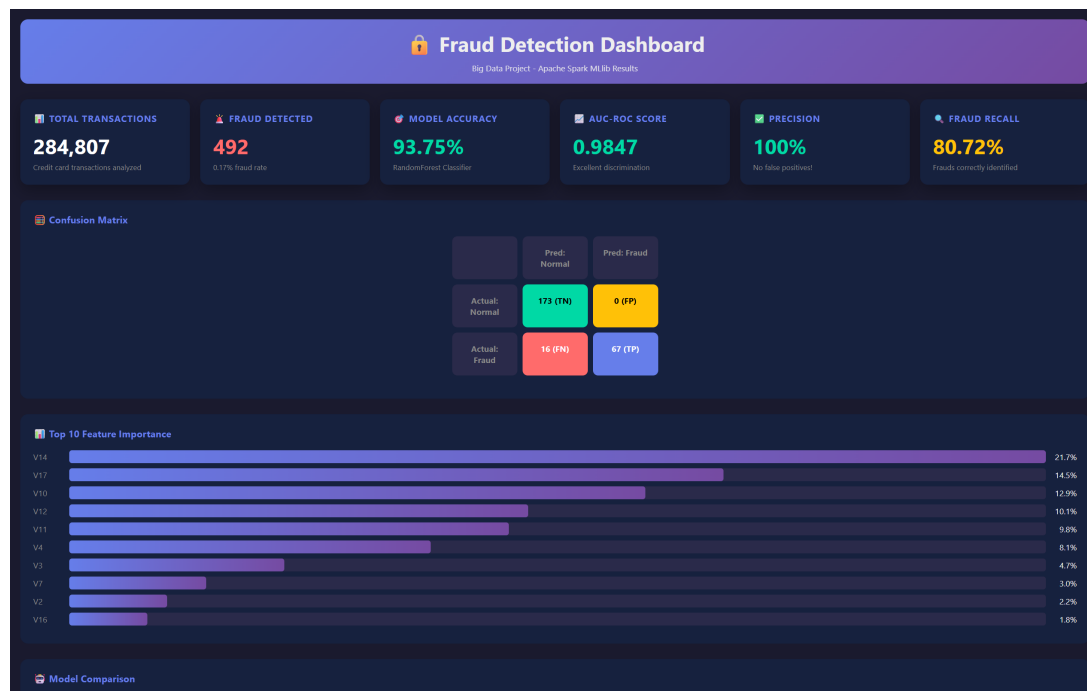 🔒 Fraud Detection Dashboard
Big Data Project - Apache Spark MLlib Results
📊 TOTAL TRANSACTIONS
284,807
Credit card transactions analyzed
🚨 FRAUD DETECTED
492
0.17% fraud rate
🎯 MODEL ACCURACY
93.75%
RandomForest Classifier
📈 AUC-ROC SCORE
0.9847
Excellent discrimination
✅ PRECISION
100%
No false positives!
🔍 FRAUD RECALL
80.72%
Frauds correctly identified
🧮 Confusion Matrix
Pred:
Normal
Pred: Fraud
Actual:
Normal
173 (TN)
0 (FP)
Actual:
Fraud
16 (FN)
67 (TP)
📊 Top 10 Feature Importance
V14 21.7%
V17 14.5%
V10 12.9%
V12 10.1%
V11 9.8%
V4 8.1%
V3 4.7%
V7 3.0%
V2 2.2%
V16 1.8%
🤖 Model Comparison